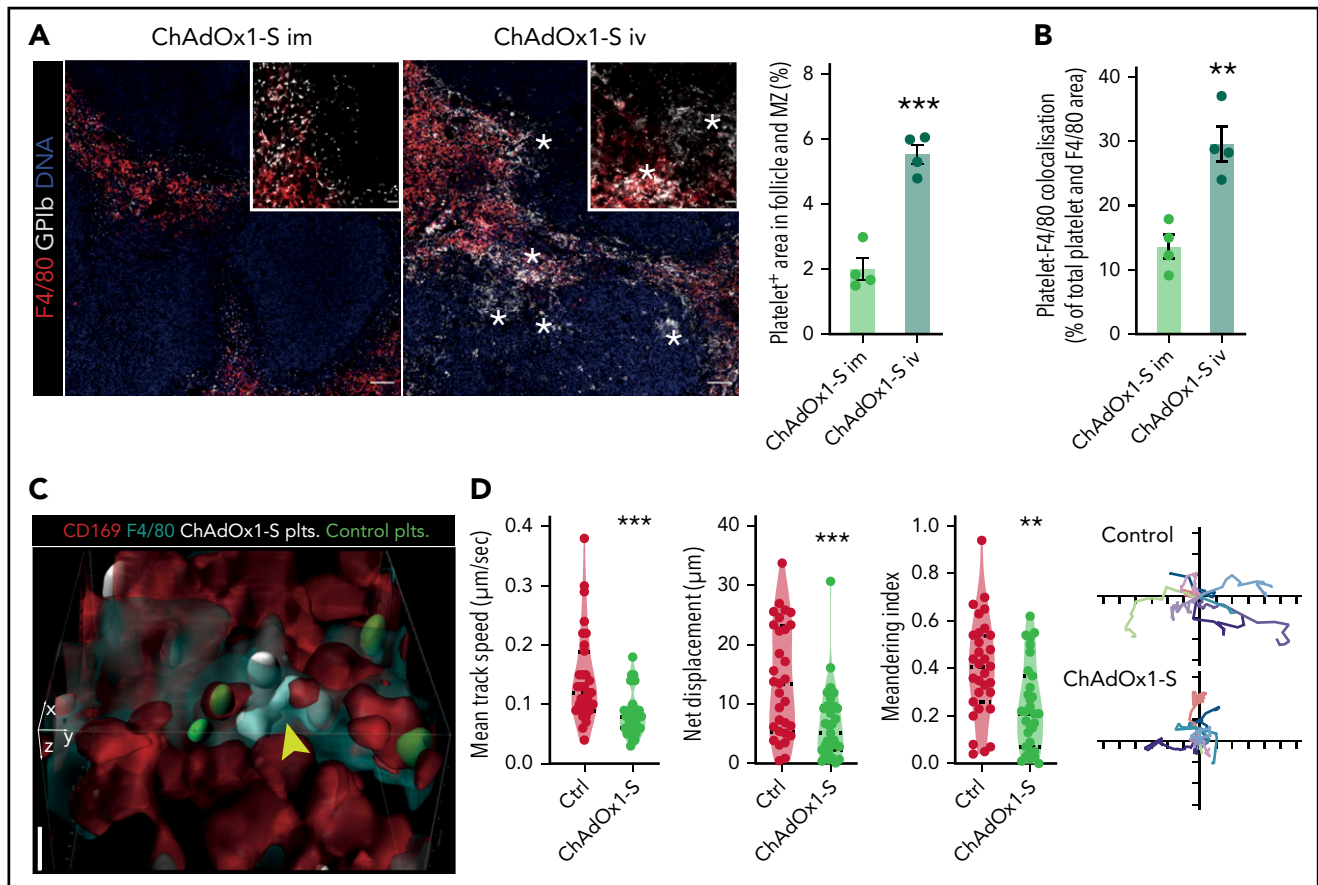 A
ChAdOx1-S im
ChAdOx1-S iv
F4/80 GPIb DNA
*
*
*
*
*
*
*
Platelet+ area in follicle and MZ (%)
8
6
4
2
0
***
ChAdOx1-S im
ChAdOx1-S iv
B
Platelet-F4/80 colocalisation
(% of total platelet and F4/80 area)
40
30
20
10
0
**
ChAdOx1-S im
ChAdOx1-S iv
C
CD169 F4/80 ChAdOx1-S plts. Control plts.
x
y
z
D
Mean track speed (µm/sec)
0.4
0.3
0.2
0.1
0.0
***
Ctrl
ChAdOx1-S
Net displacement (µm)
40
30
20
10
0
***
Ctrl
ChAdOx1-S
Meandering index
1.0
0.8
0.6
0.4
0.2
0.0
**
Ctrl
ChAdOx1-S
Control
ChAdOx1-S